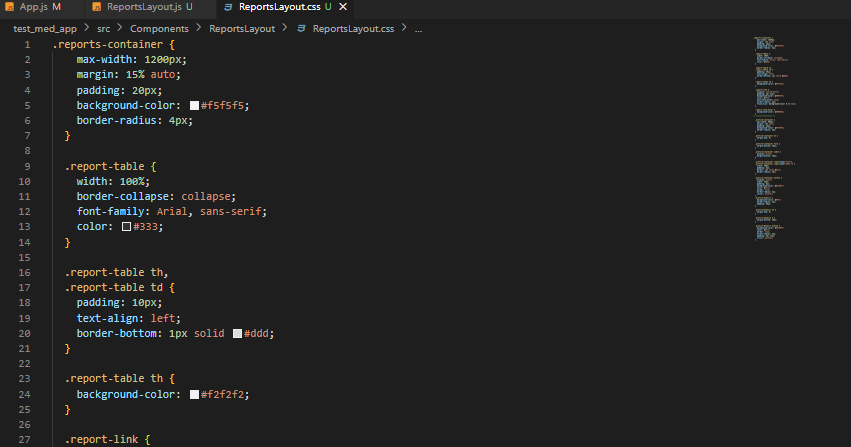 App.js M ReportsLayout.js U ReportsLayout.css U
test_med_app > src > Components > ReportsLayout > ReportsLayout.css > ...
1 .reports-container {
2 max-width: 1200px;
3 margin: 15% auto;
4 padding: 20px;
5 background-color: #f5f5f5;
6 border-radius: 4px;
7 }
8
9 .report-table {
10 width: 100%;
11 border-collapse: collapse;
12 font-family: Arial, sans-serif;
13 color: #333;
14 }
15
16 .report-table th,
17 .report-table td {
18 padding: 10px;
19 text-align: left;
20 border-bottom: 1px solid #ddd;
21 }
22
23 .report-table th {
24 background-color: #f2f2f2;
25 }
26
27 .report-link {